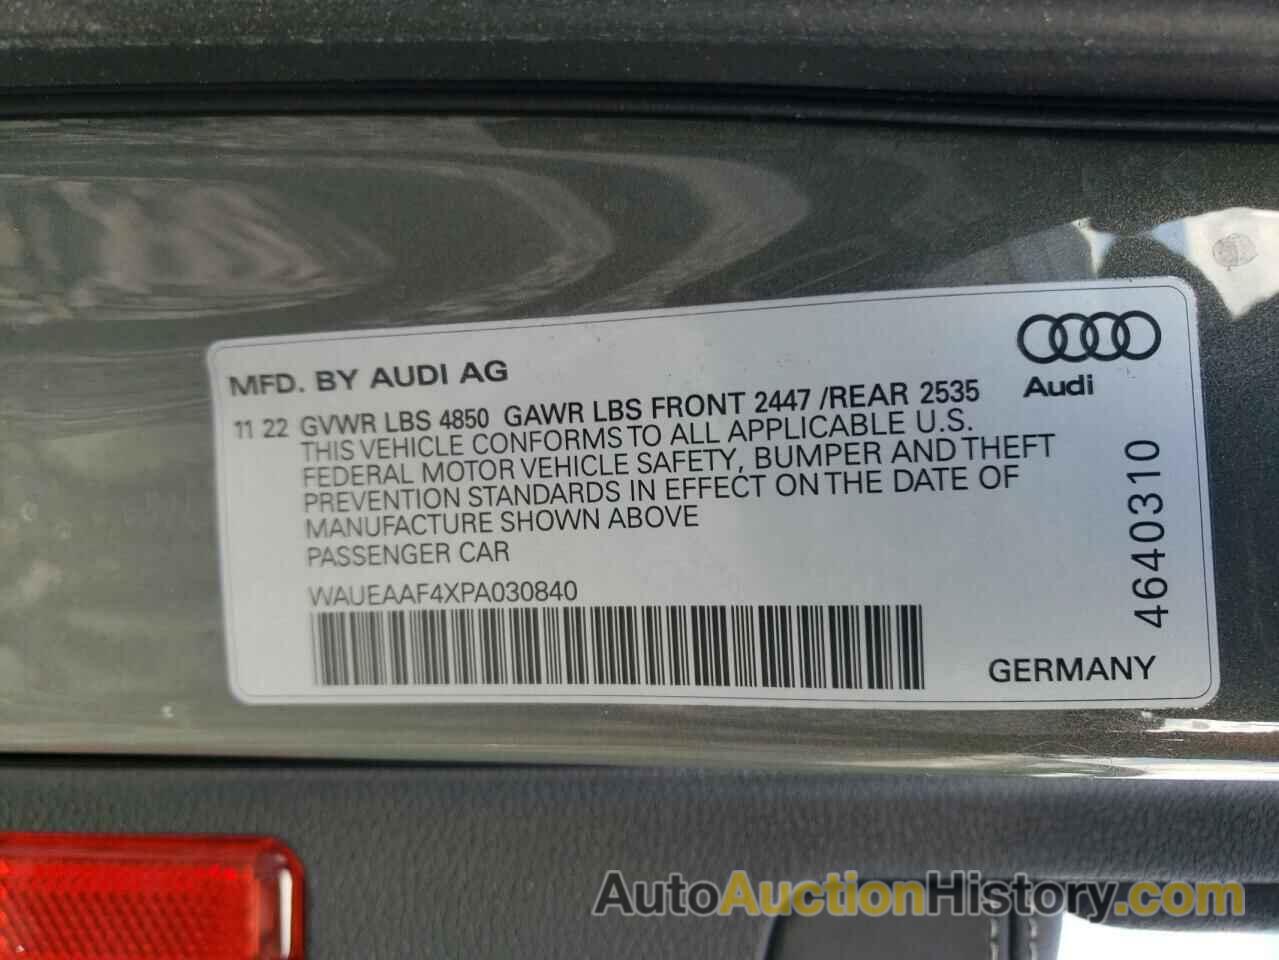 MFD. BY AUDI AG
Audi
11 22 GVWR LBS 4850 GAWR LBS FRONT 2447 /REAR 2535
THIS VEHICLE CONFORMS TO ALL APPLICABLE U.S.
FEDERAL MOTOR VEHICLE SAFETY, BUMPER AND THEFT
PREVENTION STANDARDS IN EFFECT ON THE DATE OF
MANUFACTURE SHOWN ABOVE
PASSENGER CAR
WAUEAAF4XPA030840
4640310
GERMANY
AutoAuctionHistory.com